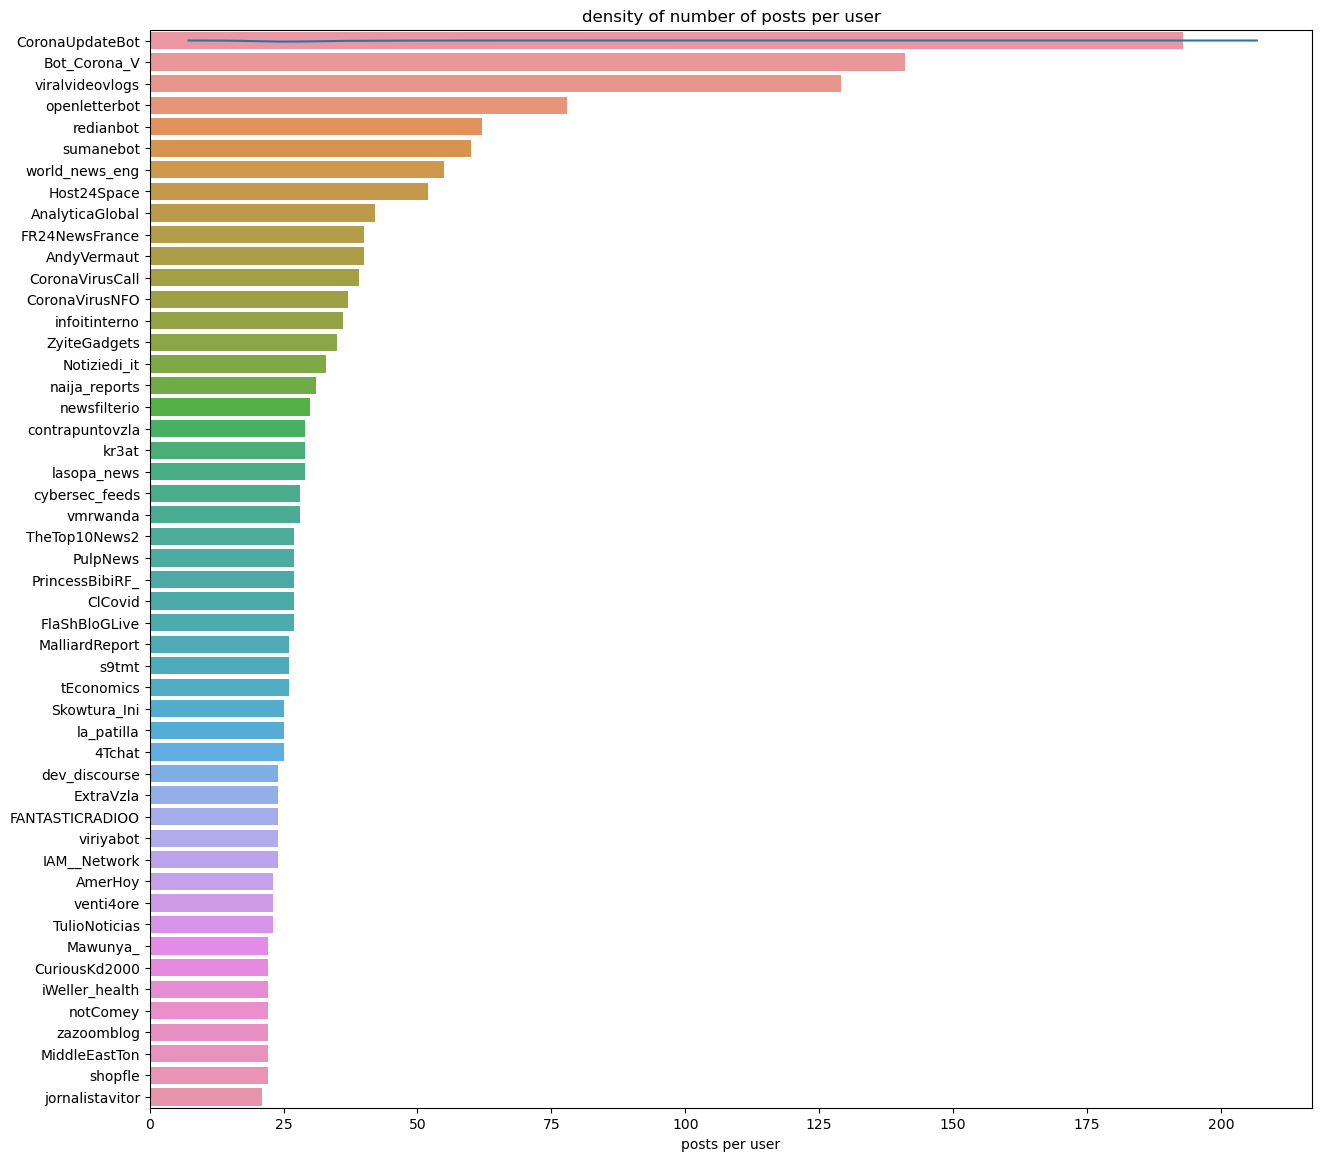 density of number of posts per user
CoronaUpdateBot
Bot_Corona_V
viralvideovlogs
openletterbot
redianbot
sumanebot
world_news_eng
Host24Space
AnalyticaGlobal
FR24NewsFrance
AndyVermaut
CoronaVirusCall
CoronaVirusNFO
infoitinterno
ZyiteGadgets
Notiziedi_it
naija_reports
newsfilterio
contrapuntovzla
kr3at
lasopa_news
cybersec_feeds
vmrwanda
TheTop10News2
PulpNews
PrincessBibiRF_
ClCovid
FlaShBloGLive
MalliardReport
s9tmt
tEconomics
Skowtura_Ini
la_patilla
4Tchat
dev_discourse
ExtraVzla
FANTASTICRADIOO
viriyabot
IAM__Network
AmerHoy
venti4ore
TulioNoticias
Mawunya_
CuriousKd2000
iWeller_health
notComey
zazoomblog
MiddleEastTon
shopfle
jornalistavitor
0 25 50 75 100 125 150 175 200
posts per user